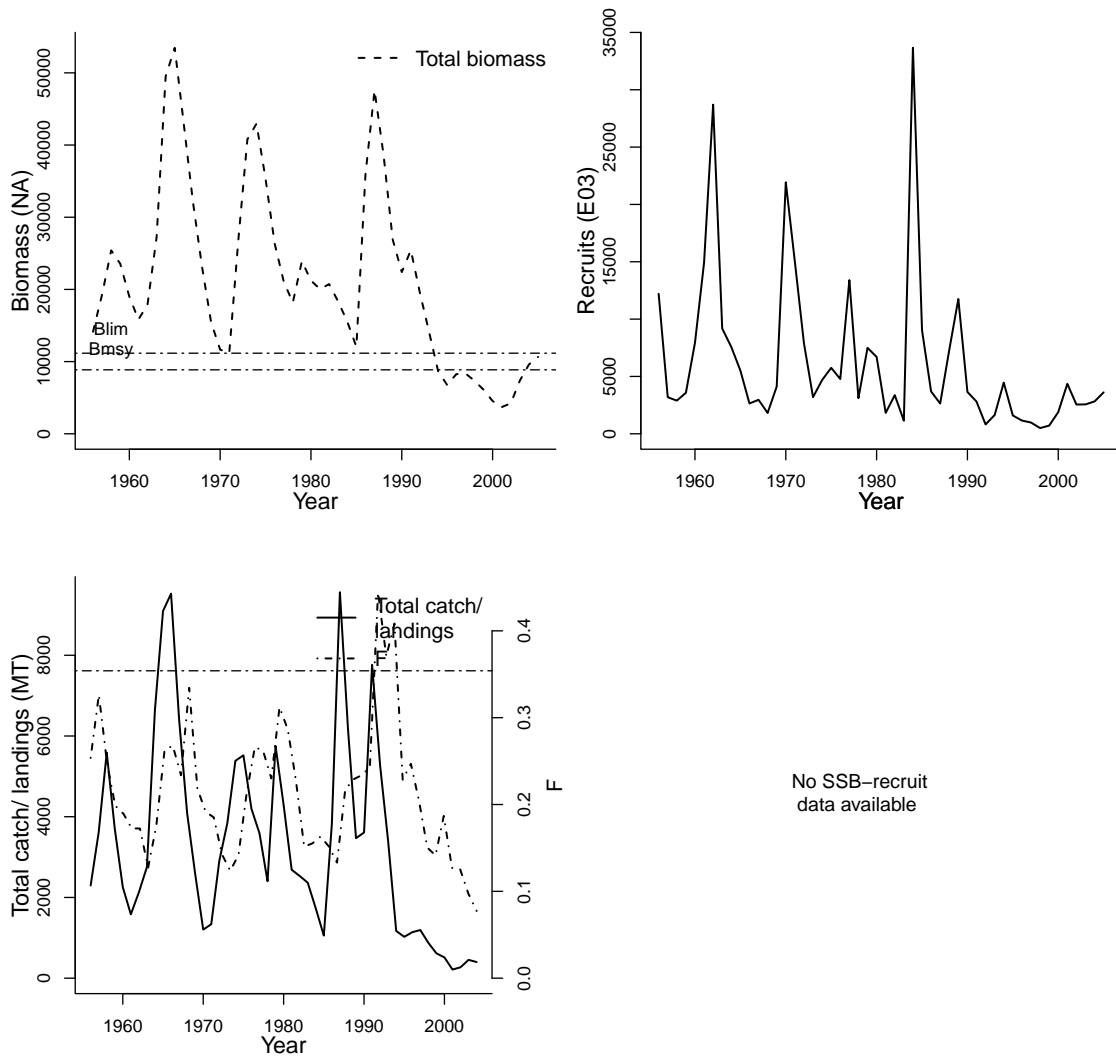 Total biomass
Biomass (NA)
50000
40000
30000
20000
10000
0
Blim
Bmsy
1960 1970 1980 1990 2000
Year
Recruits (E03)
35000
25000
15000
5000
0
1960 1970 1980 1990 2000
Year
Total catch/ landings (MT)
8000
6000
4000
2000
0
Total catch/
landings
F
0.4
0.3
0.2
0.1
0.0
F
1960 1970 1980 1990 2000
Year
No SSB−recruit
data available